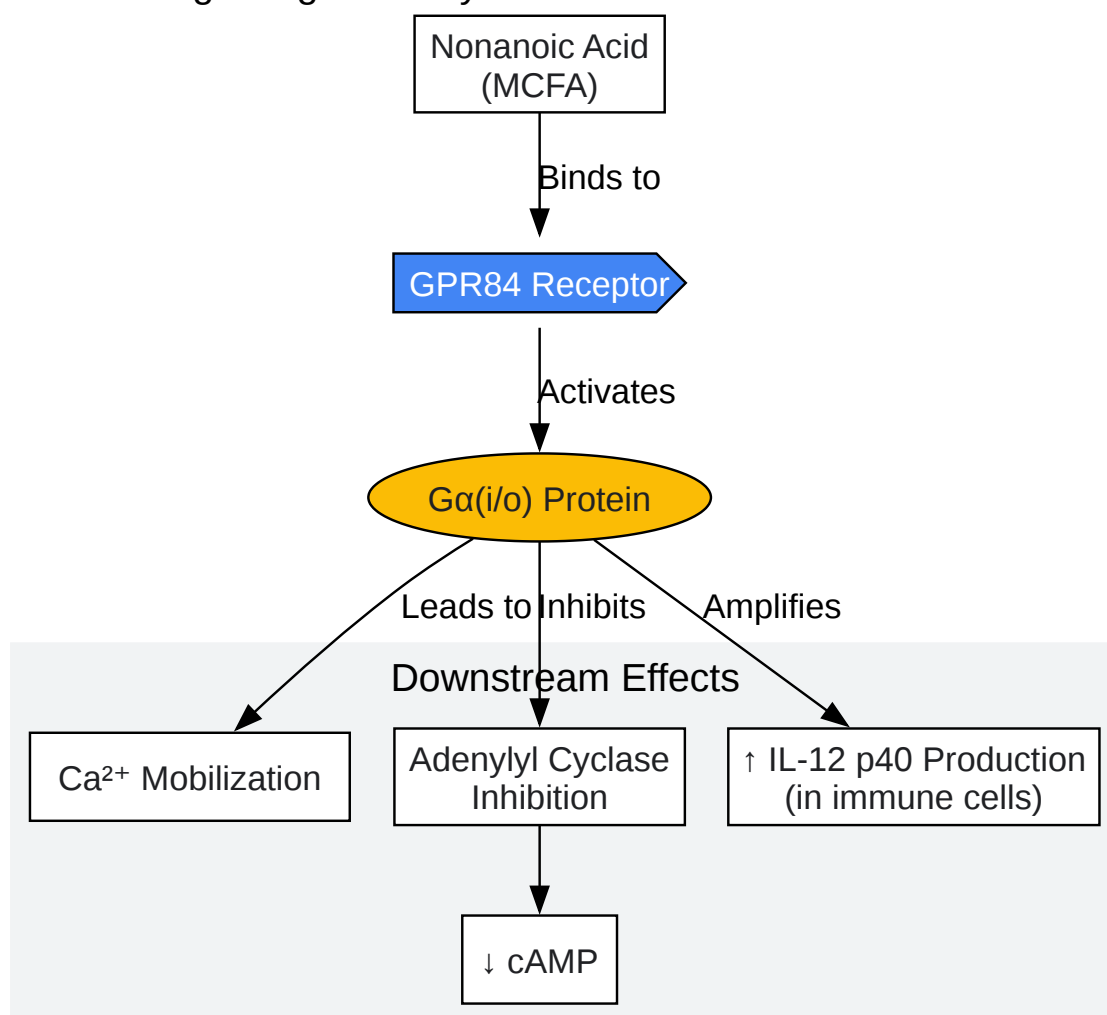 Nonanoic Acid
(MCFA)
Binds to
GPR84 Receptor
Activates
Gα(i/o) Protein
Leads to
Inhibits
Amplifies
Downstream Effects
Ca²⁺ Mobilization
Adenylyl Cyclase
Inhibition
↑ IL-12 p40 Production
(in immune cells)
↓ cAMP